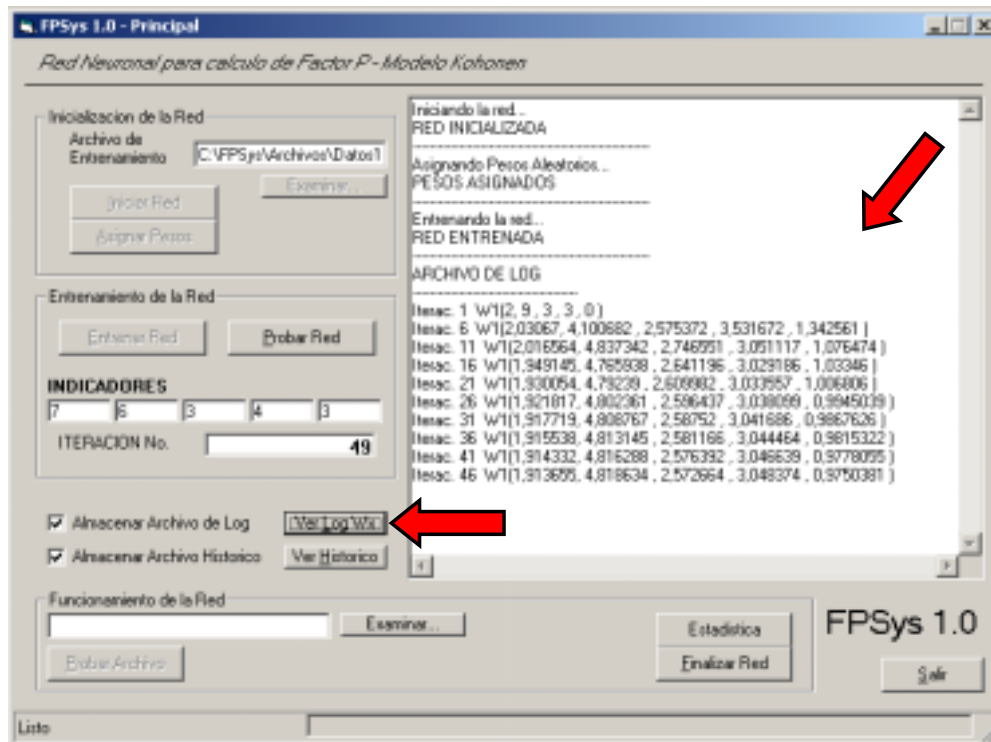 FPSys 1.0 - Principal
Red Neuronal para calculo de Factor P - Modelo Kohonen
Inicializacion de la Red
Archivo de
Entrenamiento
C:\FPSys\Archivos\Datos1
Examinar...
Iniciar Red
Asignar Pesos
Entrenamiento de la Red
Entrenar Red
Probar Red
INDICADORES
7 6 3 4 3
ITERACION No. 49
Almacenar Archivo de Log
Ver Log Wx
Almacenar Archivo Historico
Ver Historico
Iniciando la red...
RED INICIALIZADA
Asignando Pesos Aleatorios...
PESOS ASIGNADOS
Entrenando la red...
RED ENTRENADA
ARCHIVO DE LOG
Iterac. 1 W1(2, 9 , 3 , 3 , 0 )
Iterac. 6 W1(2,03067, 4,100682 , 2,575372 , 3,531672 , 1,342561 )
Iterac. 11 W1(2,016564, 4,837342 , 2,746551 , 3,051117 , 1,076474 )
Iterac. 16 W1(1,949145, 4,765938 , 2,641196 , 3,029186 , 1,03346 )
Iterac. 21 W1(1,930054, 4,79239 , 2,609982 , 3,033557 , 1,006806 )
Iterac. 26 W1(1,921817, 4,802361 , 2,596437 , 3,038099 , 0,9945039 )
Iterac. 31 W1(1,917719, 4,808767 , 2,58752 , 3,041686 , 0,9867626 )
Iterac. 36 W1(1,915538, 4,813145 , 2,581166 , 3,044464 , 0,9815322 )
Iterac. 41 W1(1,914332, 4,816288 , 2,576392 , 3,046639 , 0,9778055 )
Iterac. 46 W1(1,913655, 4,818634 , 2,572664 , 3,048374 , 0,9750381 )
Funcionamiento de la Red
Examinar...
Probar Archivo
Estadistica
Finalizar Red
FPSys 1.0
Salir
Listo